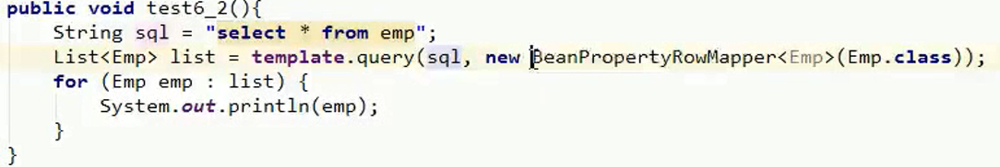 public void test6_2(){
String sql = "select * from emp";
List<Emp> list = template.query(sql, new BeanPropertyRowMapper<Emp>(Emp.class));
for (Emp emp : list) {
System.out.println(emp);
}
}